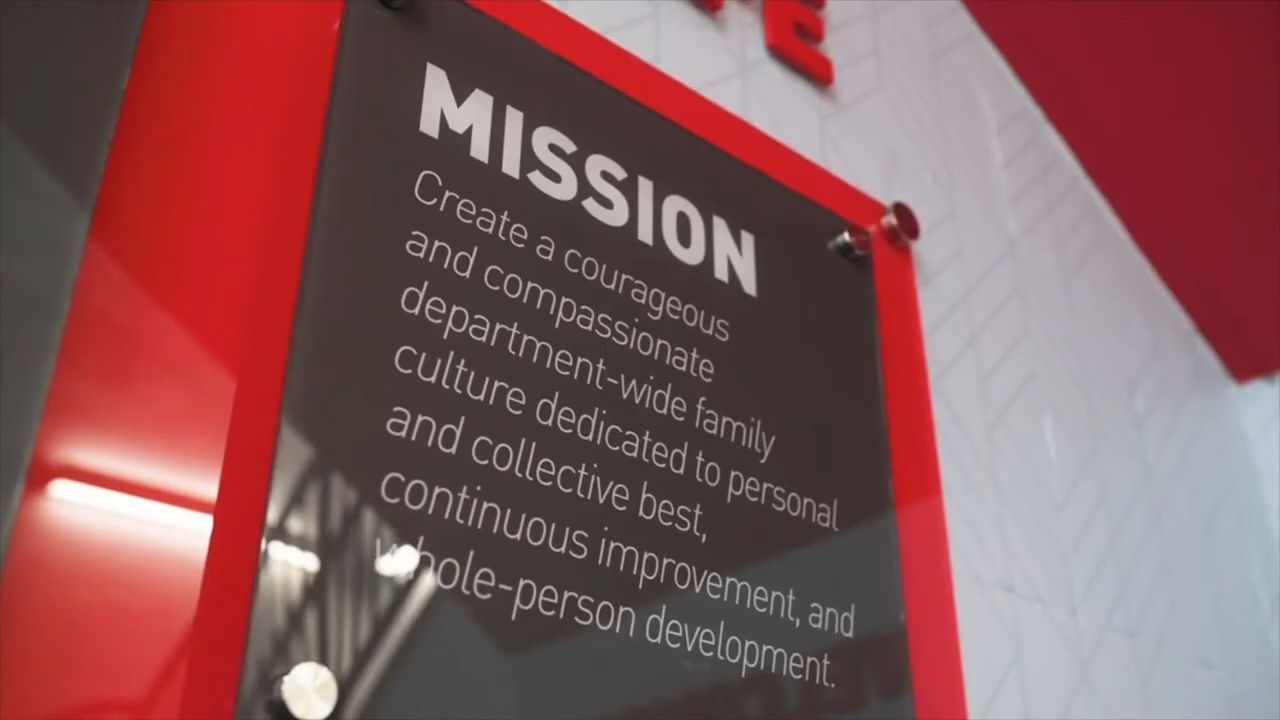 E
MISSION
Create a courageous
and compassionate
department-wide family
culture dedicated to personal
and collective best,
continuous improvement, and
whole-person development.